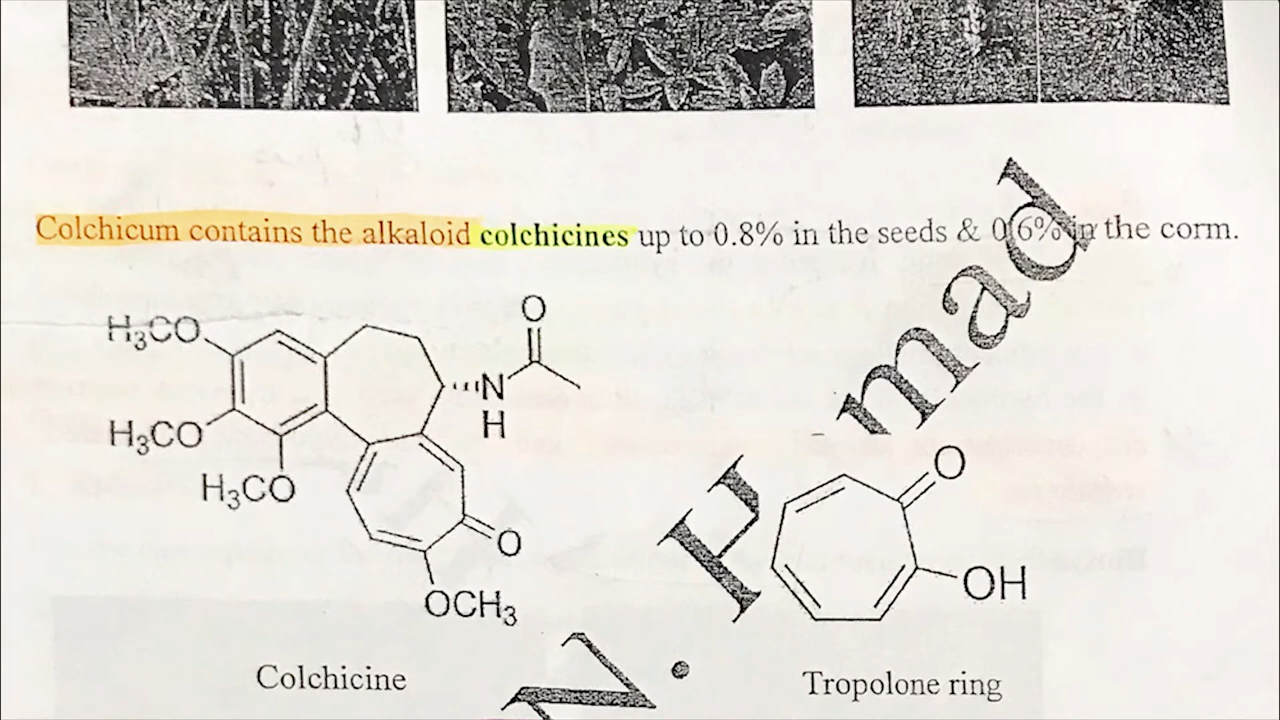 Colchicum contains the alkaloid colchicines up to 0.8% in the seeds & 0.6% in the corm.
O
H₃CO
N
H
H₃CO
H₃CO
O
O
OCH₃
OH
Colchicine
Tropolone ring